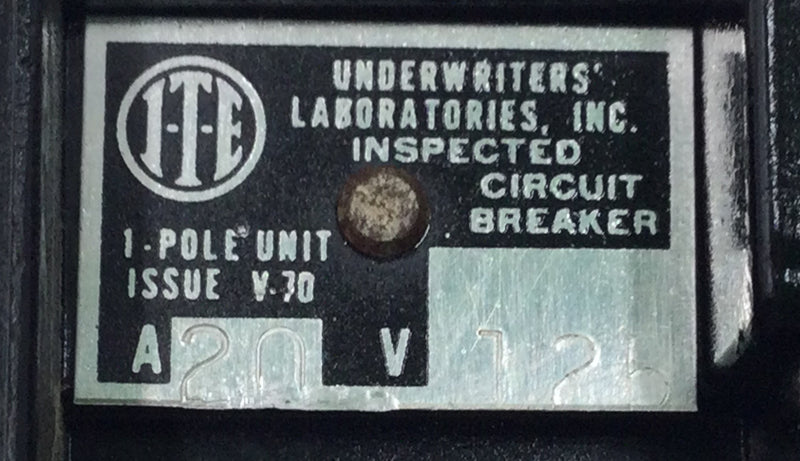 I-T-E
UNDERWRITERS'
LABORATORIES, INC.
INSPECTED
CIRCUIT
BREAKER
1-POLE UNIT
ISSUE V-70
A 20 V 125